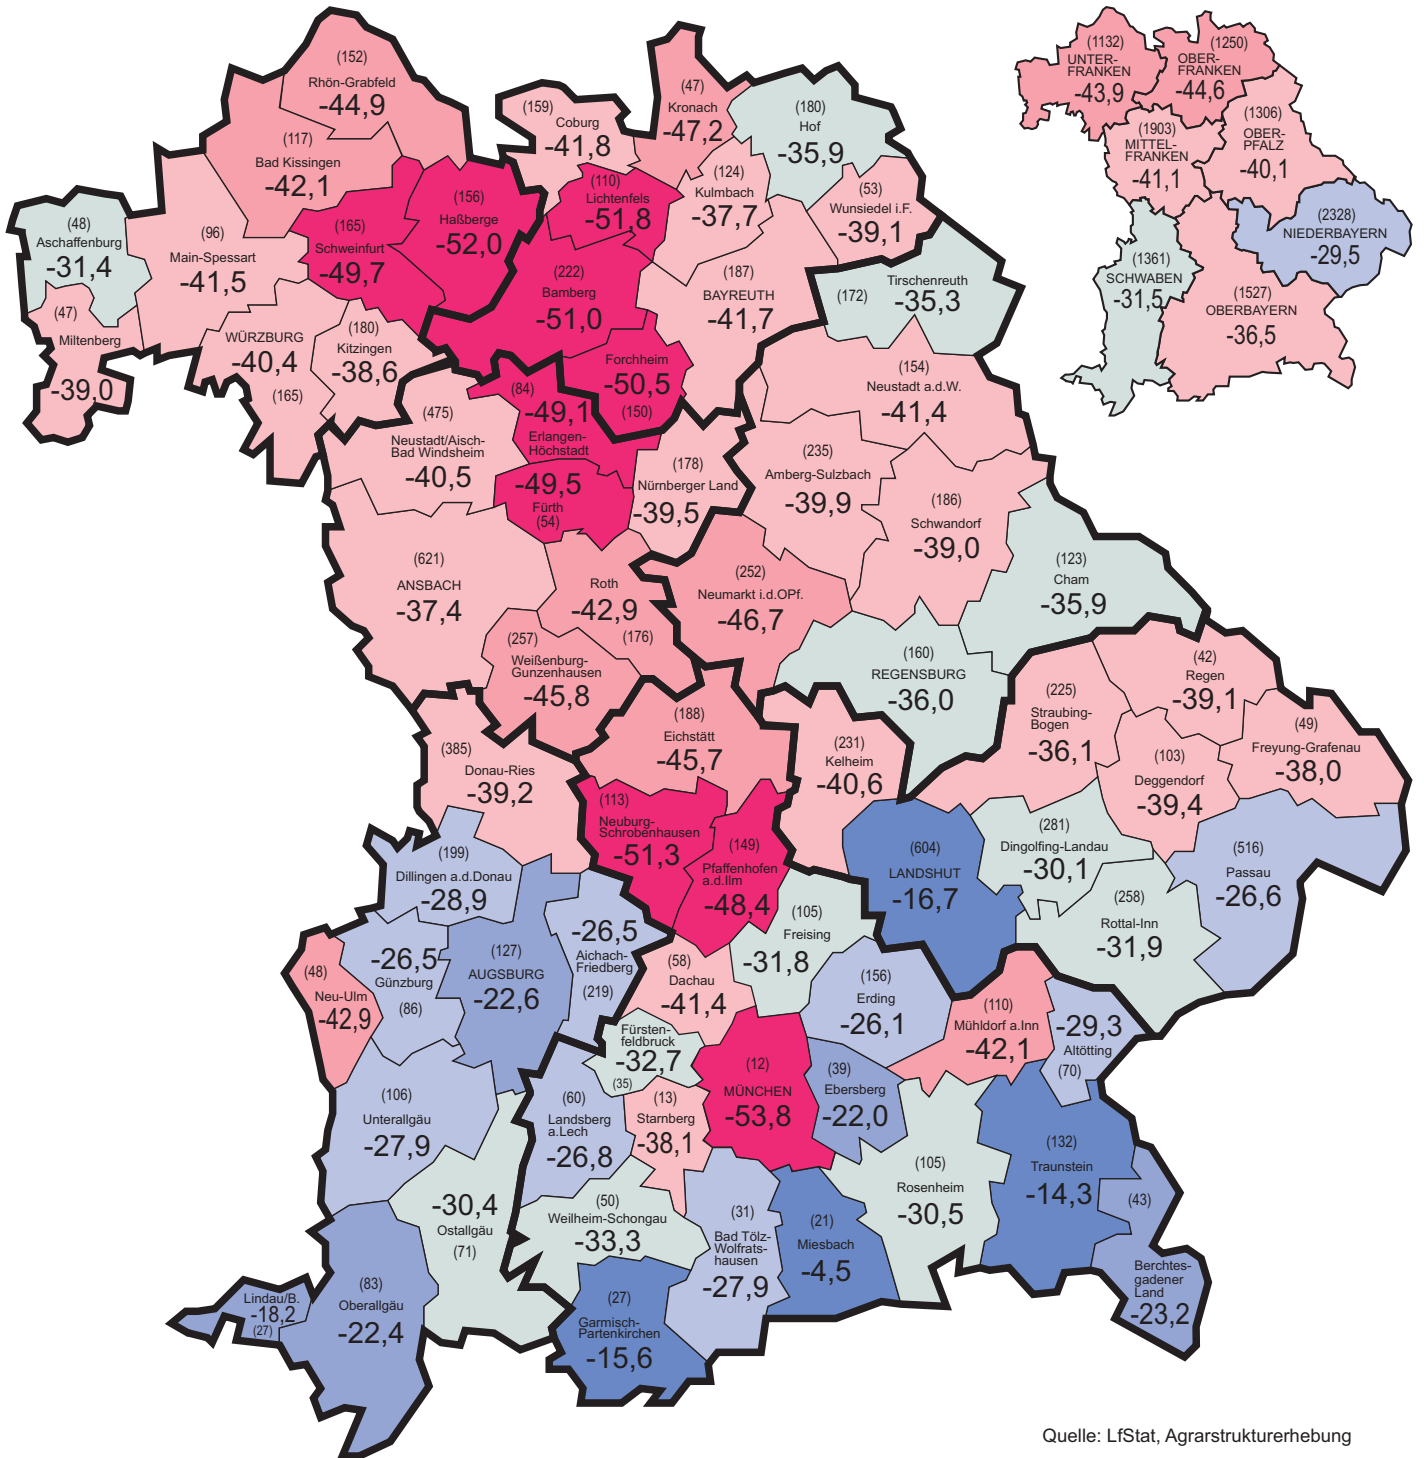 (152)
Rhön-Grabfeld
-44,9
(117)
Bad Kissingen
-42,1
(159)
Coburg
-41,8
(47)
Kronach
-47,2
(180)
Hof
-35,9
(110)
Lichtenfels
-51,8
(124)
Kulmbach
-37,7
(53)
Wunsiedel i.F.
-39,1
(48)
Aschaffenburg
-31,4
(96)
Main-Spessart
-41,5
(165)
Schweinfurt
-49,7
(156)
Haßberge
-52,0
(222)
Bamberg
-51,0
(187)
BAYREUTH
-41,7
Tirschenreuth
(172)
-35,3
(47)
Miltenberg
-39,0
WÜRZBURG
-40,4
(165)
(180)
Kitzingen
-38,6
Forchheim
-50,5
(150)
(84)
-49,1
Erlangen-
Höchstadt
(154)
Neustadt a.d.W.
-41,4
(475)
Neustadt/Aisch-
Bad Windsheim
-40,5
-49,5
Fürth
(54)
(178)
Nürnberger Land
-39,5
(235)
Amberg-Sulzbach
-39,9
(186)
Schwandorf
-39,0
(621)
ANSBACH
-37,4
Roth
-42,9
(176)
(252)
Neumarkt i.d.OPf.
-46,7
(123)
Cham
-35,9
(257)
Weißenburg-
Gunzenhausen
-45,8
(160)
REGENSBURG
-36,0
(188)
Eichstätt
-45,7
(231)
Kelheim
-40,6
(225)
Straubing-
Bogen
-36,1
(42)
Regen
-39,1
(49)
Freyung-Grafenau
-38,0
(103)
Deggendorf
-39,4
(385)
Donau-Ries
-39,2
(113)
Neuburg-
Schrobenhausen
-51,3
(149)
Pfaffenhofen
a.d.Ilm
-48,4
(604)
LANDSHUT
-16,7
(281)
Dingolfing-Landau
-30,1
(516)
Passau
-26,6
(258)
Rottal-Inn
-31,9
(199)
Dillingen a.d.Donau
-28,9
(105)
Freising
-31,8
-26,5
Aichach-
Friedberg
(219)
(127)
AUGSBURG
-22,6
-26,5
Günzburg
(86)
(48)
Neu-Ulm
-42,9
(58)
Dachau
-41,4
(156)
Erding
-26,1
(110)
Mühldorf a.Inn
-42,1
-29,3
Altötting
(70)
Fürsten-
feldbruck
-32,7
(35)
(12)
MÜNCHEN
-53,8
(39)
Ebersberg
-22,0
(106)
Unterallgäu
-27,9
(60)
Landsberg
a.Lech
-26,8
(13)
Starnberg
-38,1
(105)
Rosenheim
-30,5
(132)
Traunstein
-14,3
(43)
Berchtes-
gadener
Land
-23,2
-30,4
Ostallgäu
(71)
(50)
Weilheim-Schongau
-33,3
(31)
Bad Tölz-
Wolfrats-
hausen
-27,9
(21)
Miesbach
-4,5
(27)
Garmisch-
Partenkirchen
-15,6
(83)
Oberallgäu
-22,4
Lindau/B.
-18,2
(27)
(1132)
UNTER-
FRANKEN
-43,9
(1250)
OBER-
FRANKEN
-44,6
(1903)
MITTEL-
FRANKEN
-41,1
(1306)
OBER-
PFALZ
-40,1
(2328)
NIEDERBAYERN
-29,5
(1361)
SCHWABEN
-31,5
(1527)
OBERBAYERN
-36,5
Quelle: LfStat, Agrarstrukturerhebung